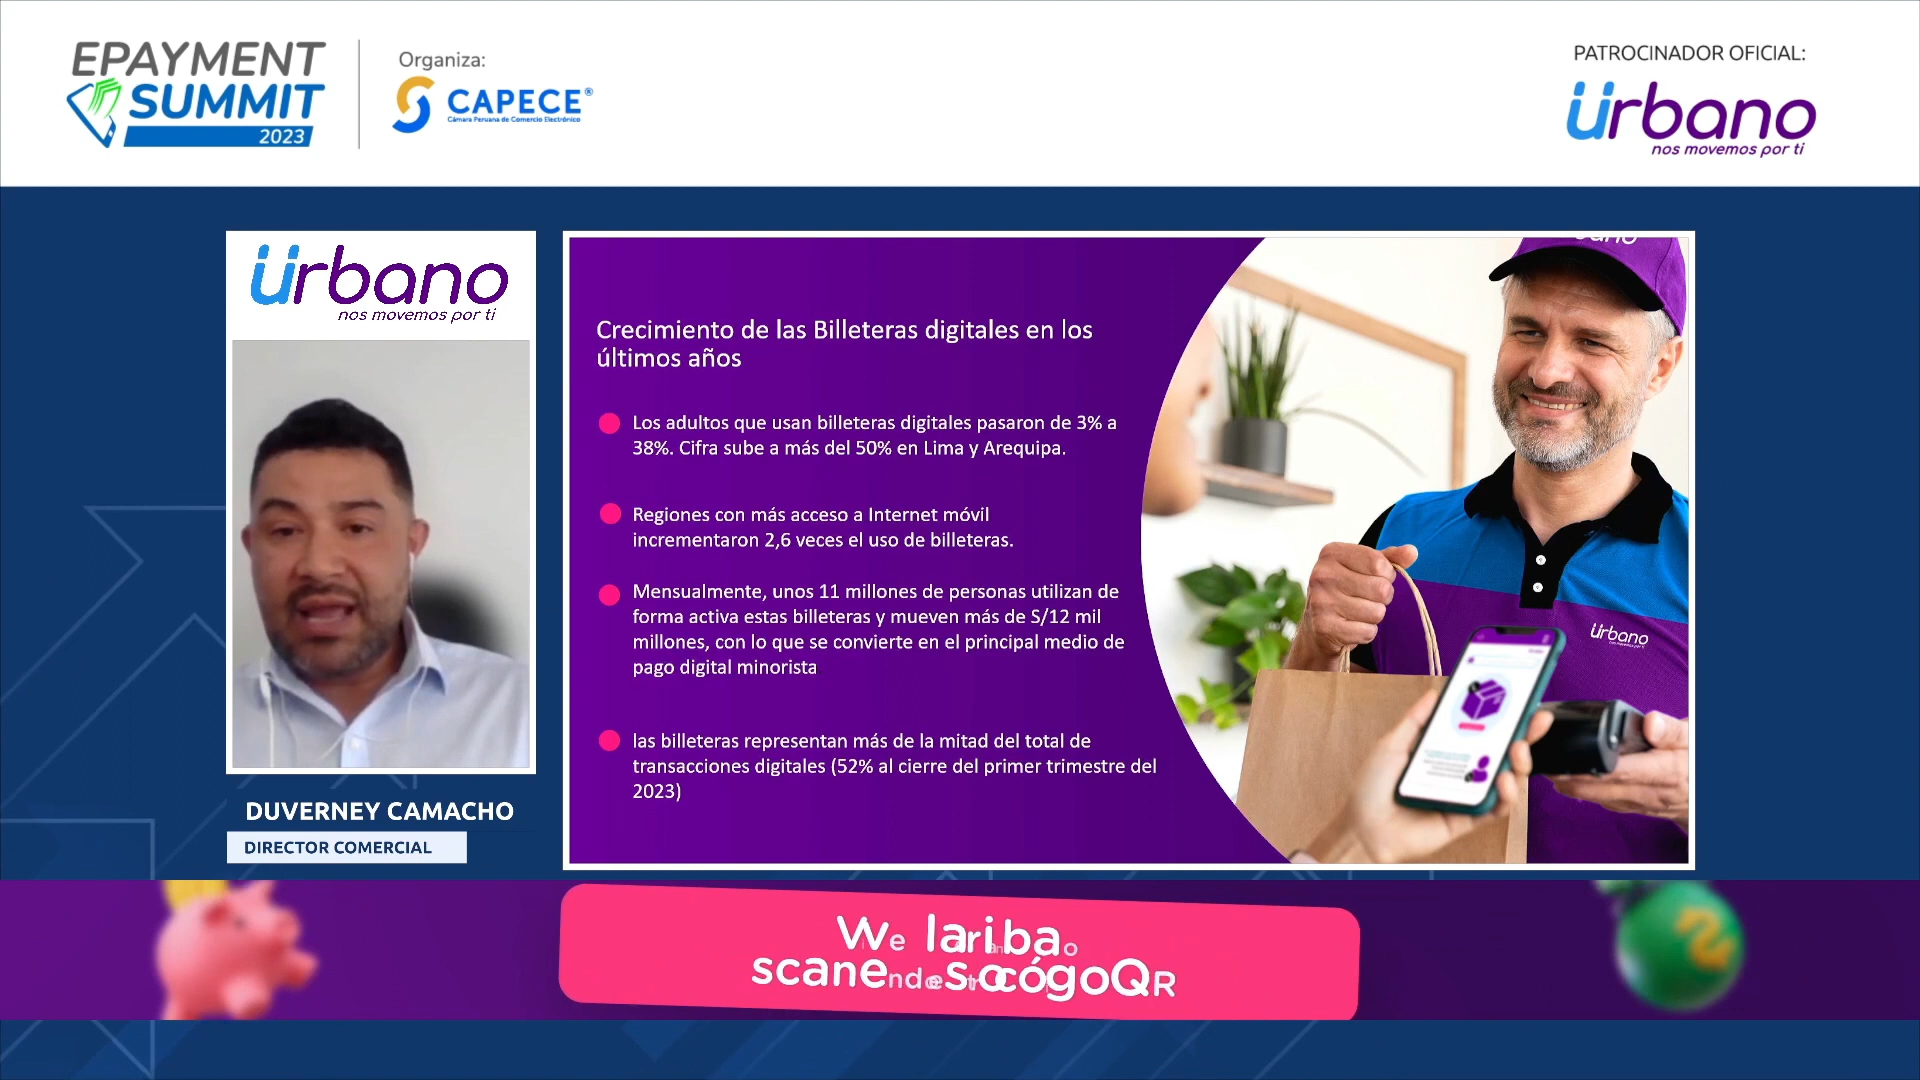 EPAYMENT
SUMMIT
2023
Organiza:
CAPECE®
Cámara Peruana de Comercio Electrónico
PATROCINADOR OFICIAL:
ürbano
nos movemos por ti
ürbano
nos movemos por ti
Crecimiento de las Billeteras digitales en los
últimos años
Los adultos que usan billeteras digitales pasaron de 3% a
38%. Cifra sube a más del 50% en Lima y Arequipa.
Regiones con más acceso a Internet móvil
incrementaron 2,6 veces el uso de billeteras.
Mensualmente, unos 11 millones de personas utilizan de
forma activa estas billeteras y mueven más de S/12 mil
millones, con lo que se convierte en el principal medio de
pago digital minorista
las billeteras representan más de la mitad del total de
transacciones digitales (52% al cierre del primer trimestre del
2023)
ürbano
DUVERNEY CAMACHO
DIRECTOR COMERCIAL